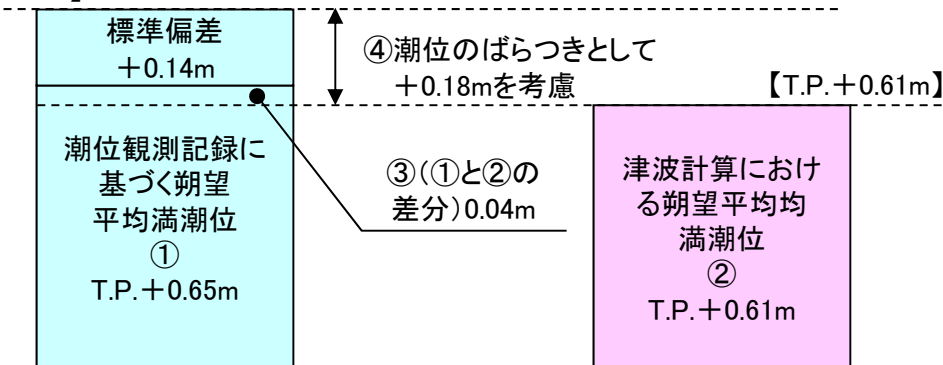 標準偏差
＋0.14m
④潮位のばらつきとして
＋0.18mを考慮
【T.P.＋0.61m】
潮位観測記録に
基づく朔望
平均満潮位
①
T.P.＋0.65m
③(①と②の
差分)0.04m
津波計算におけ
る朔望平均均
満潮位
②
T.P.＋0.61m